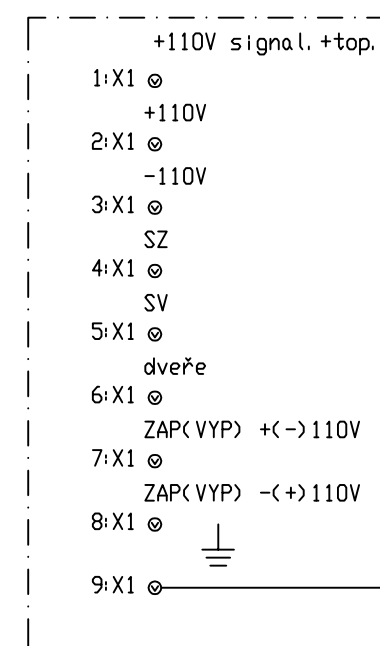 +110V signal. +top.
1:X1
+110V
2:X1
-110V
3:X1
SZ
4:X1
SV
5:X1
dveře
6:X1
ZAP(VYP) +(-)110V
7:X1
ZAP(VYP) -(+)110V
8:X1
9:X1